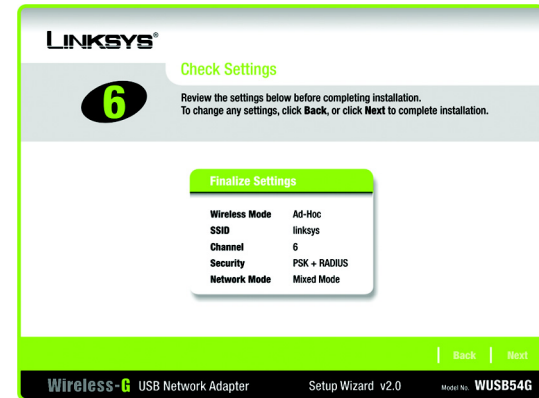 LINKSYS®
Check Settings
6
Review the settings below before completing installation.
To change any settings, click Back, or click Next to complete installation.
Finalize Settings
Wireless Mode Ad-Hoc
SSID linksys
Channel 6
Security PSK + RADIUS
Network Mode Mixed Mode
Back Next
Wireless-G USB Network Adapter Setup Wizard v2.0 Model No. WUSB54G